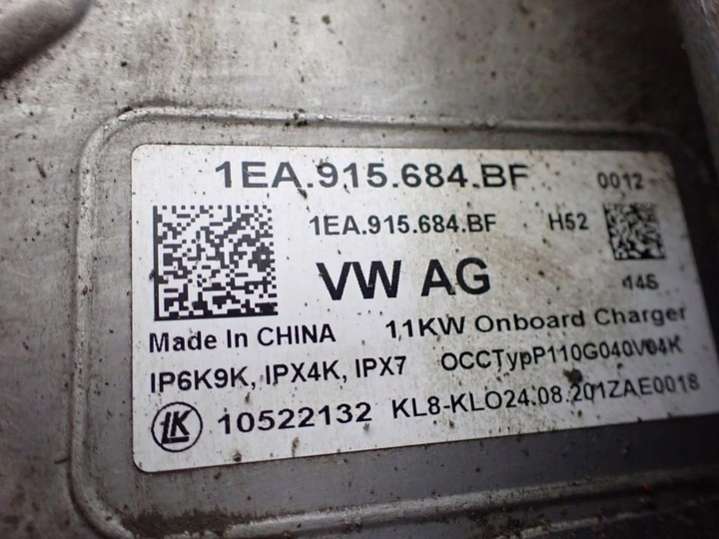 1EA.915.684.BF 0012
1EA.915.684.BF H52
VW AG
Made In CHINA 11KW Onboard Charger
IP6K9K, IPX4K, IPX7 OCCTypP110G040V04K
LK 10522132 KL8-KLO24.08.201ZAE0018